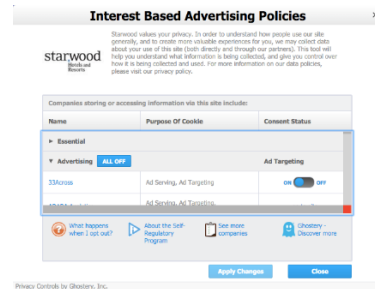 Interest Based Advertising Policies
Starwood values your privacy. In order to understand how people use our site
generally, and to create more valuable experiences for you, we may collect data
about your use of this site (both directly and through our partners). This tool will
help you understand what information is being collected, and give you control over
how it is being collected and used. For more information on our data policies,
please visit our privacy policy.
starwood
Hotels and
Resorts
Companies storing or accessing information via this site include:
Name Purpose Of Cookie Consent Status
Essential
Advertising ALL OFF Ad Targeting
33Across Ad Serving, Ad Targeting ON OFF
Ad Serving, Ad Targeting,
What happens when I opt out?
About the Self-Regulatory Program
See more companies
Ghostery - Discover more
Apply Changes Close
Privacy Controls by Ghostery, Inc.